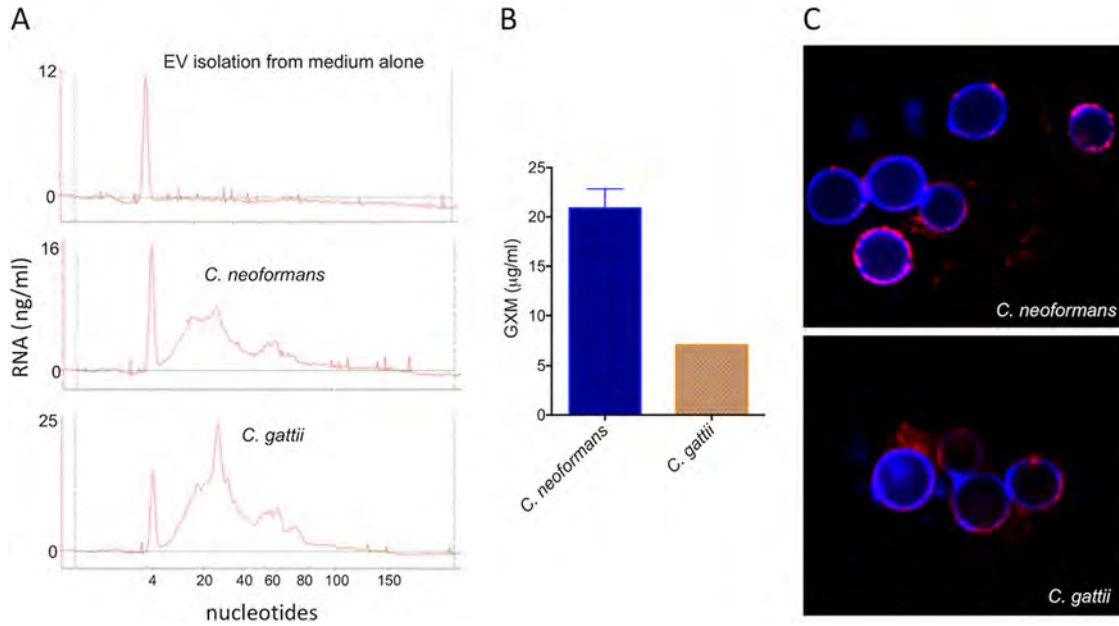 A
EV isolation from medium alone
12
0
C. neoformans
16
0
C. gattii
25
0
RNA (ng/ml)
4 20 40 60 80 100 150
nucleotides
B
25
20
15
10
5
0
GXM (µg/ml)
C. neoformans
C. gattii
C
C. neoformans
C. gattii